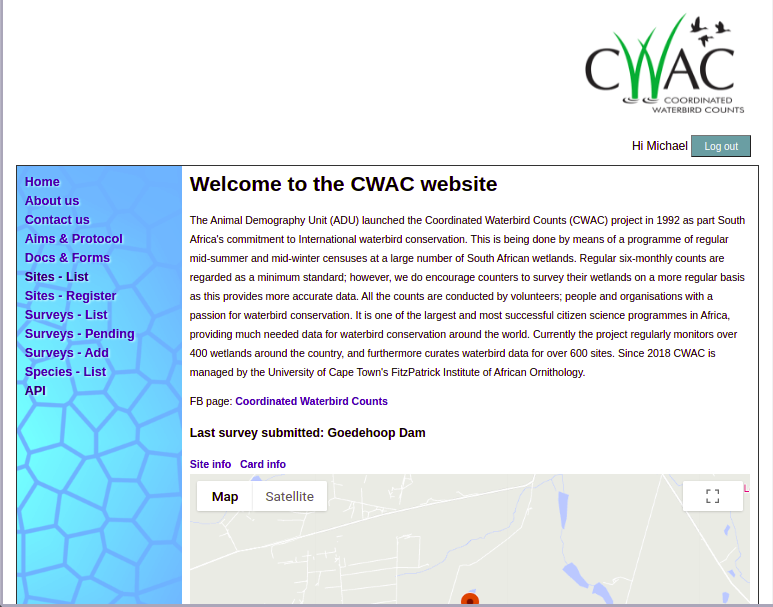 CWAC
COORDINATED
WATERBIRD COUNTS
Hi Michael Log out
Home
About us
Contact us
Aims & Protocol
Docs & Forms
Sites - List
Sites - Register
Surveys - List
Surveys - Pending
Surveys - Add
Species - List
API
Welcome to the CWAC website
The Animal Demography Unit (ADU) launched the Coordinated Waterbird Counts (CWAC) project in 1992 as part South
Africa's commitment to International waterbird conservation. This is being done by means of a programme of regular
mid-summer and mid-winter censuses at a large number of South African wetlands. Regular six-monthly counts are
regarded as a minimum standard; however, we do encourage counters to survey their wetlands on a more regular basis
as this provides more accurate data. All the counts are conducted by volunteers; people and organisations with a
passion for waterbird conservation. It is one of the largest and most successful citizen science programmes in Africa,
providing much needed data for waterbird conservation around the world. Currently the project regularly monitors over
400 wetlands around the country, and furthermore curates waterbird data for over 600 sites. Since 2018 CWAC is
managed by the University of Cape Town's FitzPatrick Institute of African Ornithology.
FB page: Coordinated Waterbird Counts
Last survey submitted: Goedehoop Dam
Site info Card info
Map Satellite
L